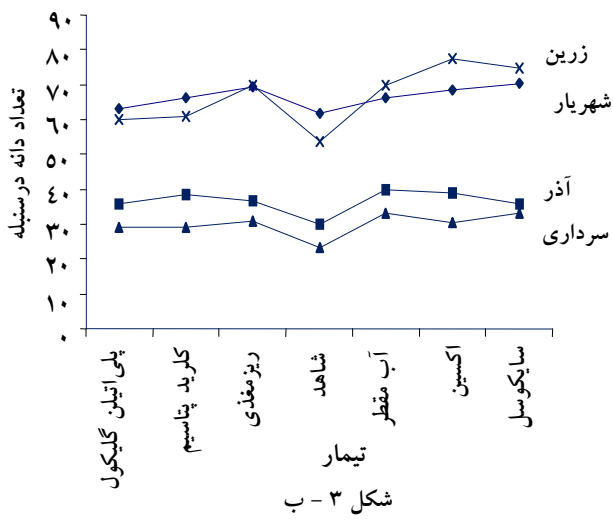 ۹۰
۸۰
۷۰
۶۰
۵۰
۴۰
۳۰
۲۰
۱۰
۰
تعداد دانه درسنبله
زرین
شهریار
آذر
سرداری
پلی‌اتیلن گلیکول
کلرید پتاسیم
ریزمغذی
شاهد
آب مقطر
اکسین
سایکوسل
تیمار
شکل ۳ – ب